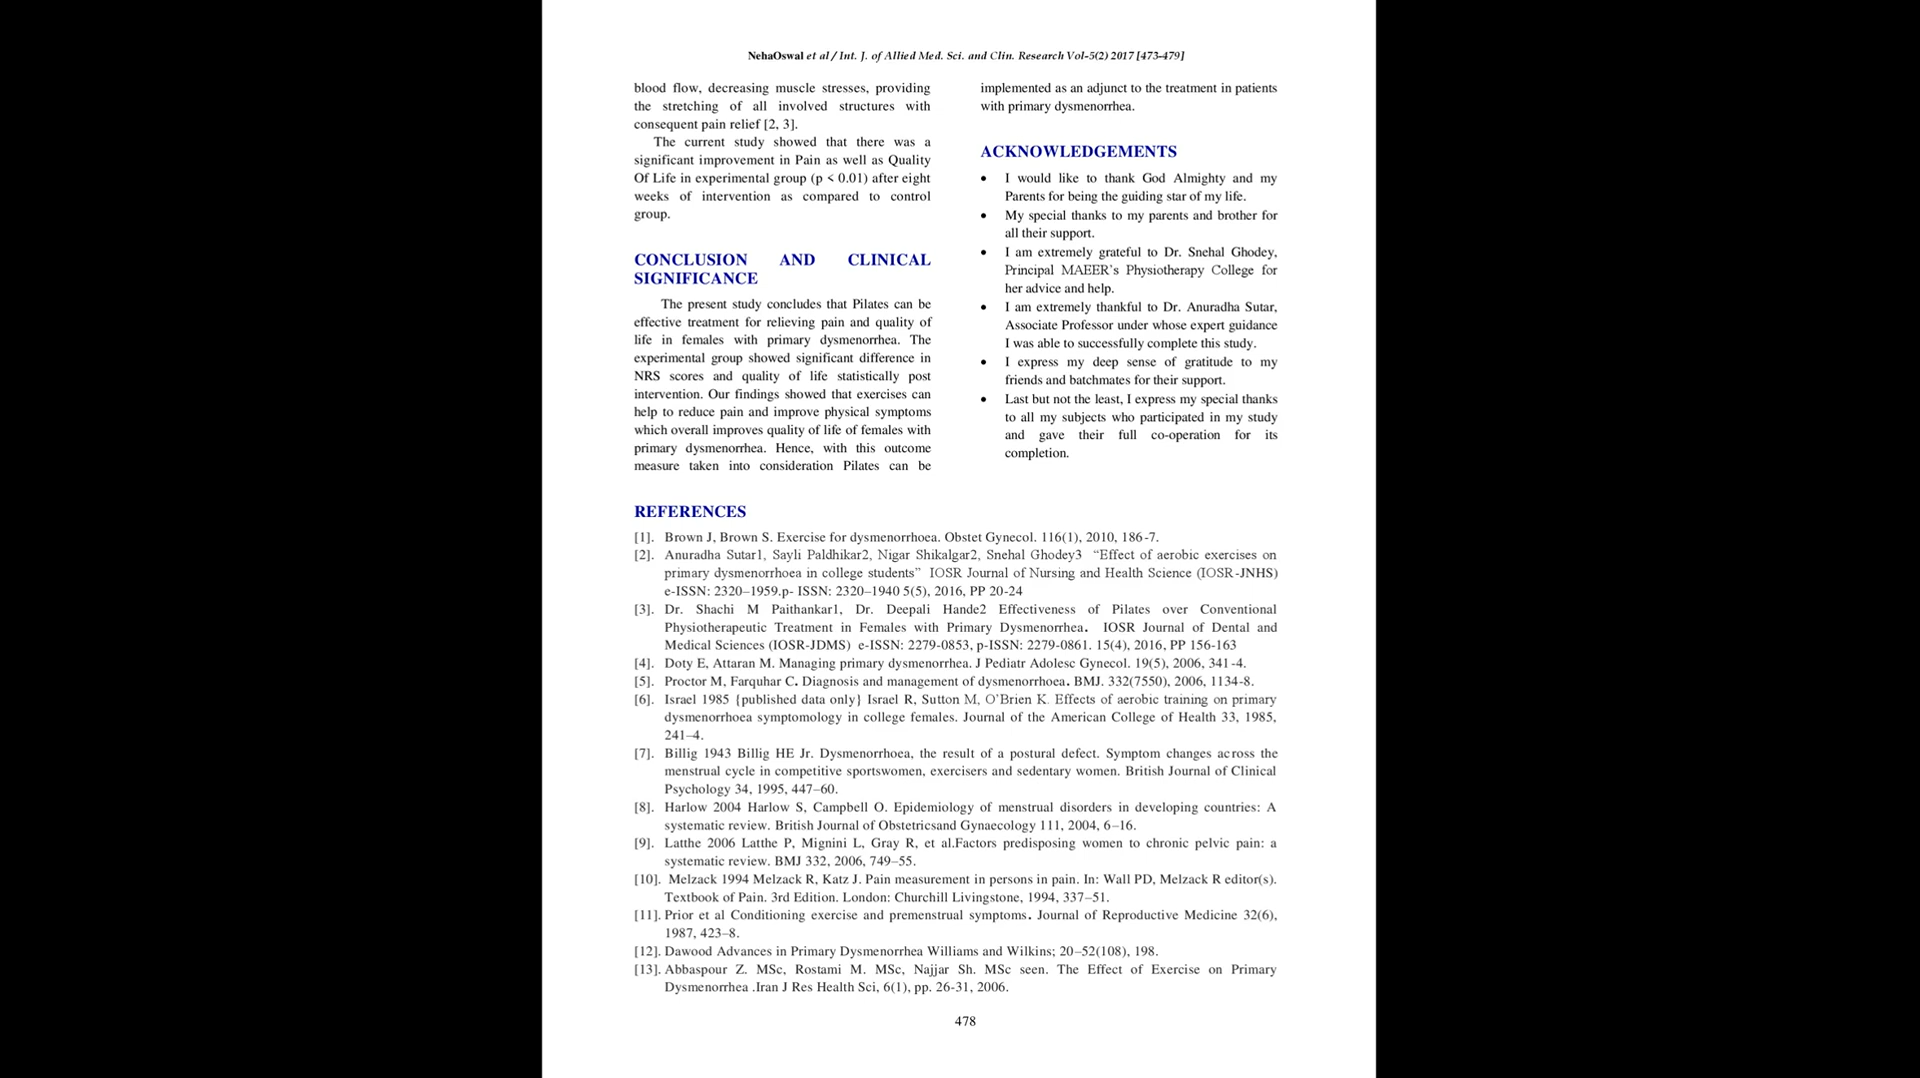 NehaOswal et al / Int. J. of Allied Med. Sci. and Clin. Research Vol-5(2) 2017 [473-479]
blood flow, decreasing muscle stresses, providing
the stretching of all involved structures with
consequent pain relief [2, 3].
The current study showed that there was a
significant improvement in Pain as well as Quality
Of Life in experimental group (p < 0.01) after eight
weeks of intervention as compared to control
group.
CONCLUSION AND CLINICAL
SIGNIFICANCE
The present study concludes that Pilates can be
effective treatment for relieving pain and quality of
life in females with primary dysmenorrhea. The
experimental group showed significant difference in
NRS scores and quality of life statistically post
intervention. Our findings showed that exercises can
help to reduce pain and improve physical symptoms
which overall improves quality of life of females with
primary dysmenorrhea. Hence, with this outcome
measure taken into consideration Pilates can be
implemented as an adjunct to the treatment in patients
with primary dysmenorrhea.
ACKNOWLEDGEMENTS
• I would like to thank God Almighty and my
Parents for being the guiding star of my life.
• My special thanks to my parents and brother for
all their support.
• I am extremely grateful to Dr. Snehal Ghodey,
Principal MAEER's Physiotherapy College for
her advice and help.
• I am extremely thankful to Dr. Anuradha Sutar,
Associate Professor under whose expert guidance
I was able to successfully complete this study.
• I express my deep sense of gratitude to my
friends and batchmates for their support.
• Last but not the least, I express my special thanks
to all my subjects who participated in my study
and gave their full co-operation for its
completion.
REFERENCES
[1]. Brown J, Brown S. Exercise for dysmenorrhoea. Obstet Gynecol. 116(1), 2010, 186-7.
[2]. Anuradha Sutar1, Sayli Paldhikar2, Nigar Shikalgar2, Snehal Ghodey3 “Effect of aerobic exercises on
primary dysmenorrhoea in college students” IOSR Journal of Nursing and Health Science (IOSR-JNHS)
e-ISSN: 2320–1959.p- ISSN: 2320–1940 5(5), 2016, PP 20-24
[3]. Dr. Shachi M Paithankar1, Dr. Deepali Hande2 Effectiveness of Pilates over Conventional
Physiotherapeutic Treatment in Females with Primary Dysmenorrhea. IOSR Journal of Dental and
Medical Sciences (IOSR-JDMS) e-ISSN: 2279-0853, p-ISSN: 2279-0861. 15(4), 2016, PP 156-163
[4]. Doty E, Attaran M. Managing primary dysmenorrhea. J Pediatr Adolesc Gynecol. 19(5), 2006, 341-4.
[5]. Proctor M, Farquhar C. Diagnosis and management of dysmenorrhoea. BMJ. 332(7550), 2006, 1134-8.
[6]. Israel 1985 {published data only} Israel R, Sutton M, O’Brien K. Effects of aerobic training on primary
dysmenorrhoea symptomology in college females. Journal of the American College of Health 33, 1985,
241–4.
[7]. Billig 1943 Billig HE Jr. Dysmenorrhoea, the result of a postural defect. Symptom changes across the
menstrual cycle in competitive sportswomen, exercisers and sedentary women. British Journal of Clinical
Psychology 34, 1995, 447–60.
[8]. Harlow 2004 Harlow S, Campbell O. Epidemiology of menstrual disorders in developing countries: A
systematic review. British Journal of Obstetricsand Gynaecology 111, 2004, 6–16.
[9]. Latthe 2006 Latthe P, Mignini L, Gray R, et al.Factors predisposing women to chronic pelvic pain: a
systematic review. BMJ 332, 2006, 749–55.
[10]. Melzack 1994 Melzack R, Katz J. Pain measurement in persons in pain. In: Wall PD, Melzack R editor(s).
Textbook of Pain. 3rd Edition. London: Churchill Livingstone, 1994, 337–51.
[11]. Prior et al Conditioning exercise and premenstrual symptoms. Journal of Reproductive Medicine 32(6),
1987, 423–8.
[12]. Dawood Advances in Primary Dysmenorrhea Williams and Wilkins; 20–52(108), 198.
[13]. Abbaspour Z. MSc, Rostami M. MSc, Najjar Sh. MSc seen. The Effect of Exercise on Primary
Dysmenorrhea .Iran J Res Health Sci, 6(1), pp. 26-31, 2006.
478